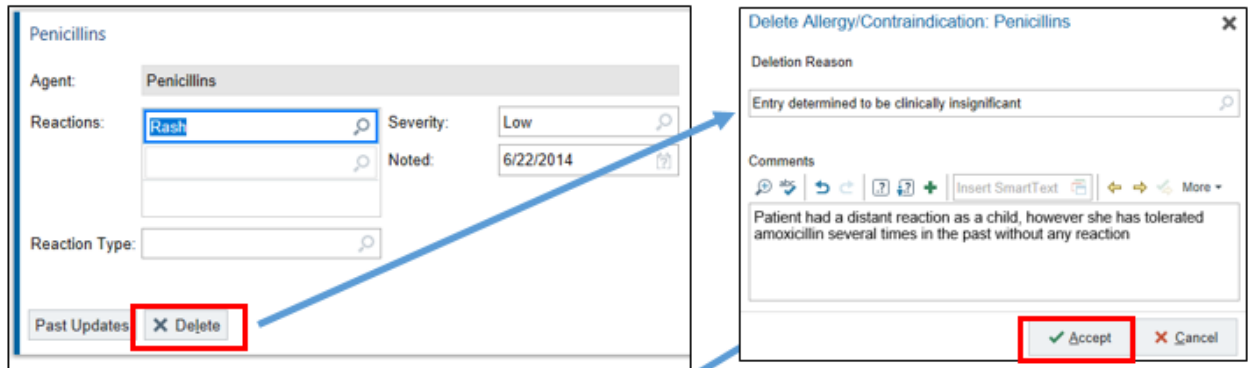 Penicillins
Agent: Penicillins
Reactions: Rash Severity: Low
Noted: 6/22/2014
Reaction Type:
Past Updates Delete
Delete Allergy/Contraindication: Penicillins
Deletion Reason
Entry determined to be clinically insignificant
Comments
Insert SmartText More
Patient had a distant reaction as a child, however she has tolerated
amoxicillin several times in the past without any reaction
Accept Cancel